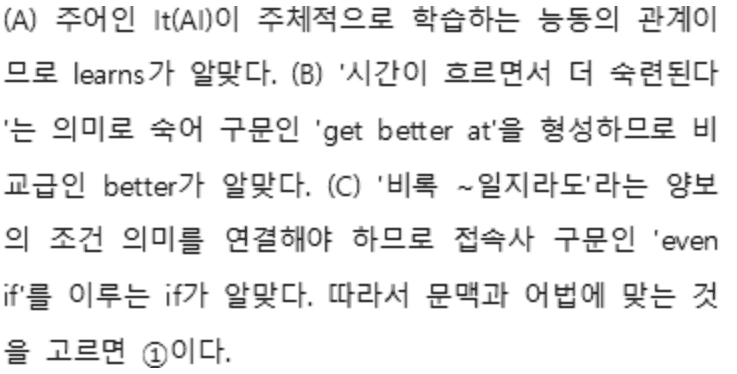 (A) 주어인 It(AI)이 주체적으로 학습하는 능동의 관계이
므로 learns가 알맞다. (B) '시간이 흐르면서 더 숙련된다
'는 의미로 숙어 구문인 'get better at'을 형성하므로 비
교급인 better가 알맞다. (C) '비록 ~일지라도'라는 양보
의 조건 의미를 연결해야 하므로 접속사 구문인 'even
if'를 이루는 if가 알맞다. 따라서 문맥과 어법에 맞는 것
을 고르면 ①이다.